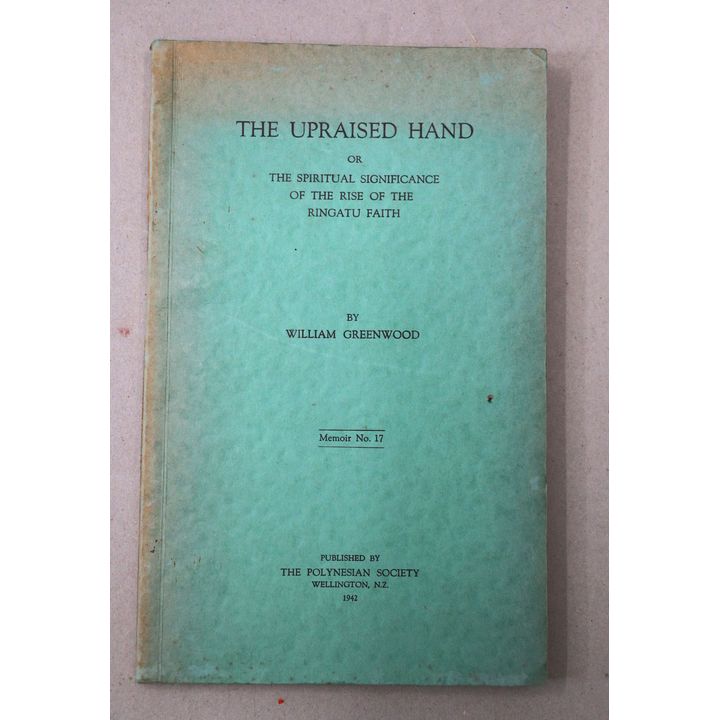 THE UPRAISED HAND
OR
THE SPIRITUAL SIGNIFICANCE
OF THE RISE OF THE
RINGATU FAITH
BY
WILLIAM GREENWOOD
Memoir No. 17
PUBLISHED BY
THE POLYNESIAN SOCIETY
WELLINGTON, N.Z.
1942